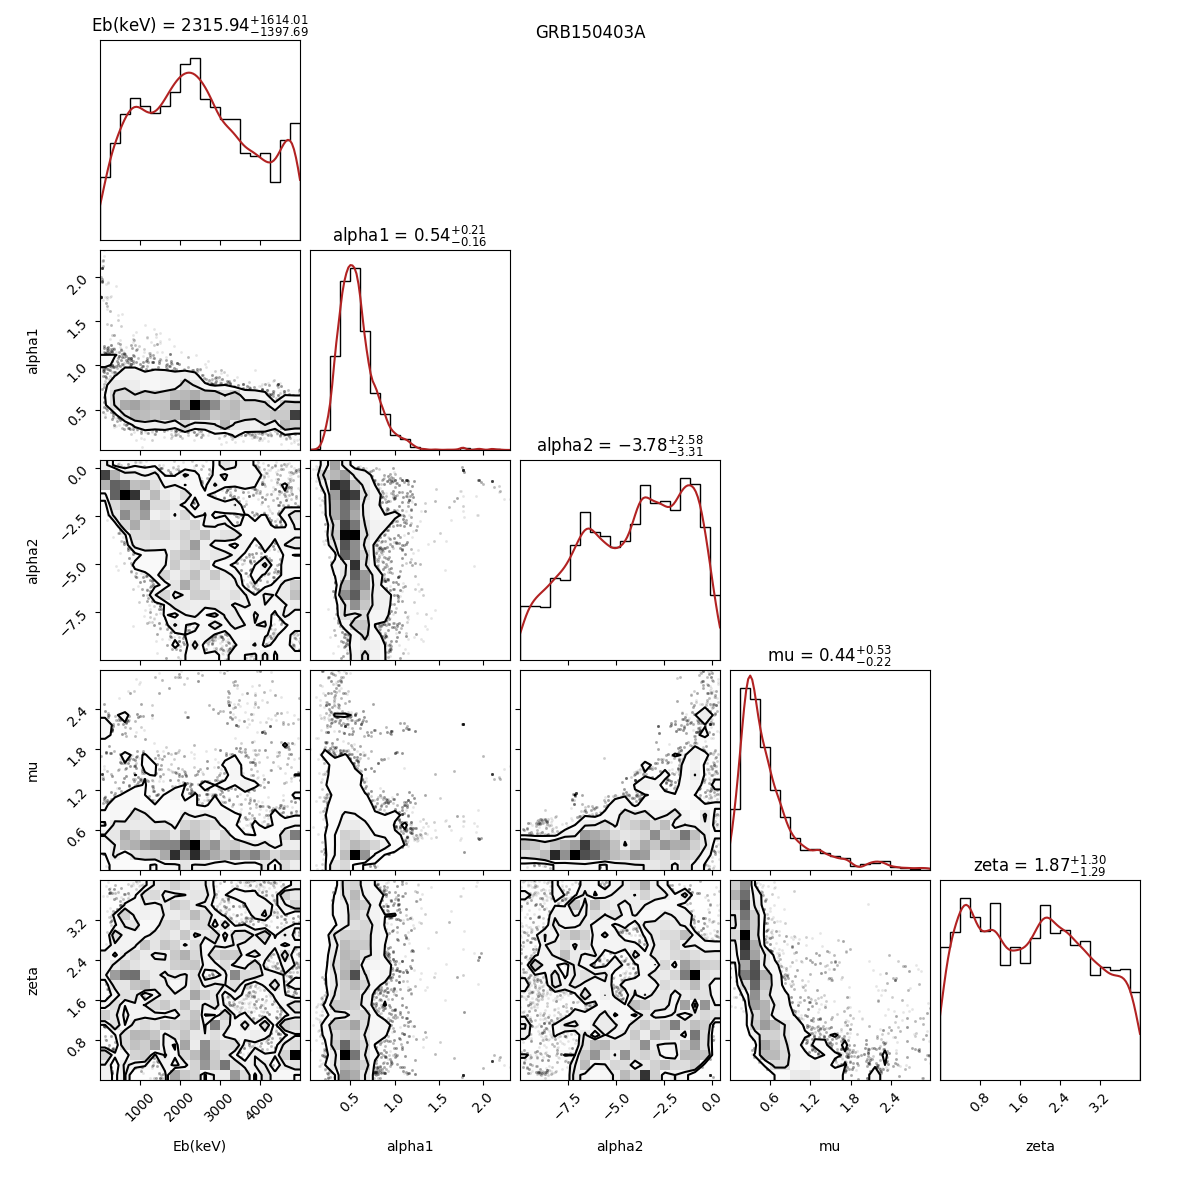 GRB150403A
Eb(keV) = 2315.94^{+1614.01}_{−1397.69}
alpha1 = 0.54^{+0.21}_{−0.16}
alpha1
2.0
1.5
1.0
0.5
alpha2 = −3.78^{+2.58}_{−3.31}
alpha2
0.0
−2.5
−5.0
−7.5
mu = 0.44^{+0.53}_{−0.22}
mu
2.4
1.8
1.2
0.6
zeta = 1.87^{+1.30}_{−1.29}
zeta
3.2
2.4
1.6
0.8
1000 2000 3000 4000 0.5 1.0 1.5 2.0 −7.5 −5.0 −2.5 0.0 0.6 1.2 1.8 2.4 0.8 1.6 2.4 3.2
Eb(keV) alpha1 alpha2 mu zeta